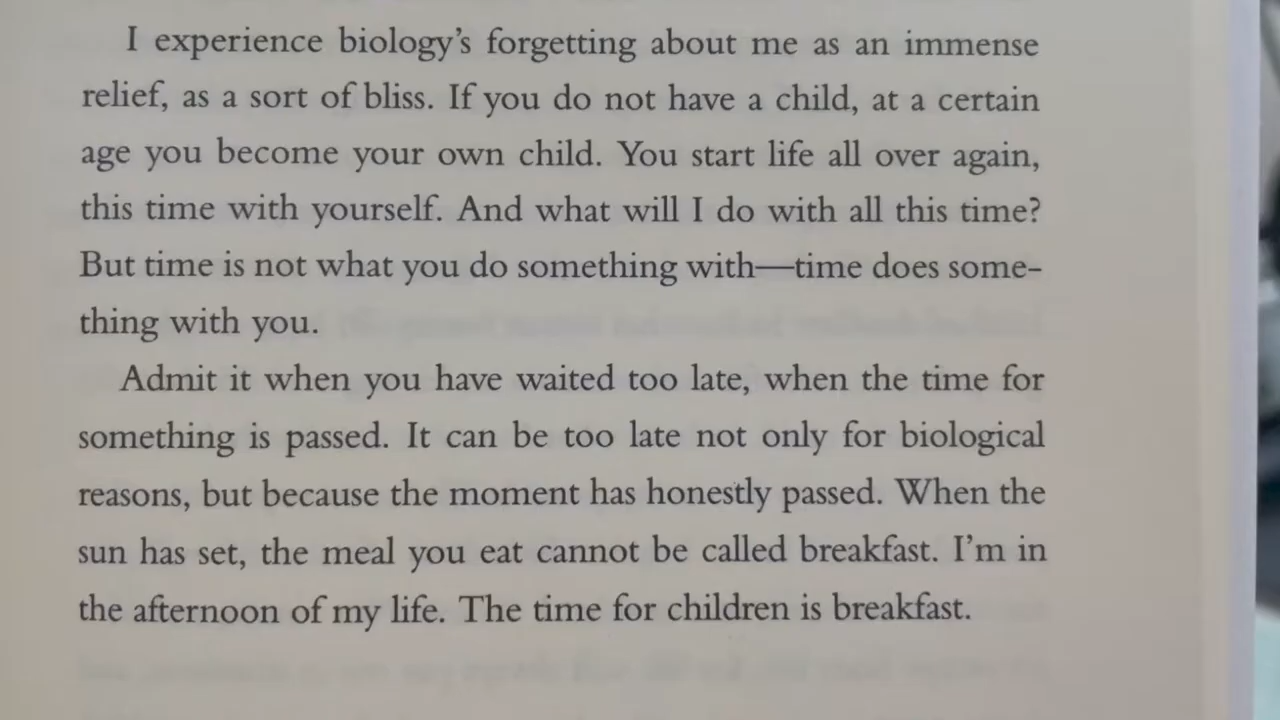 I experience biology’s forgetting about me as an immense
relief, as a sort of bliss. If you do not have a child, at a certain
age you become your own child. You start life all over again,
this time with yourself. And what will I do with all this time?
But time is not what you do something with—time does some-
thing with you.
Admit it when you have waited too late, when the time for
something is passed. It can be too late not only for biological
reasons, but because the moment has honestly passed. When the
sun has set, the meal you eat cannot be called breakfast. I’m in
the afternoon of my life. The time for children is breakfast.